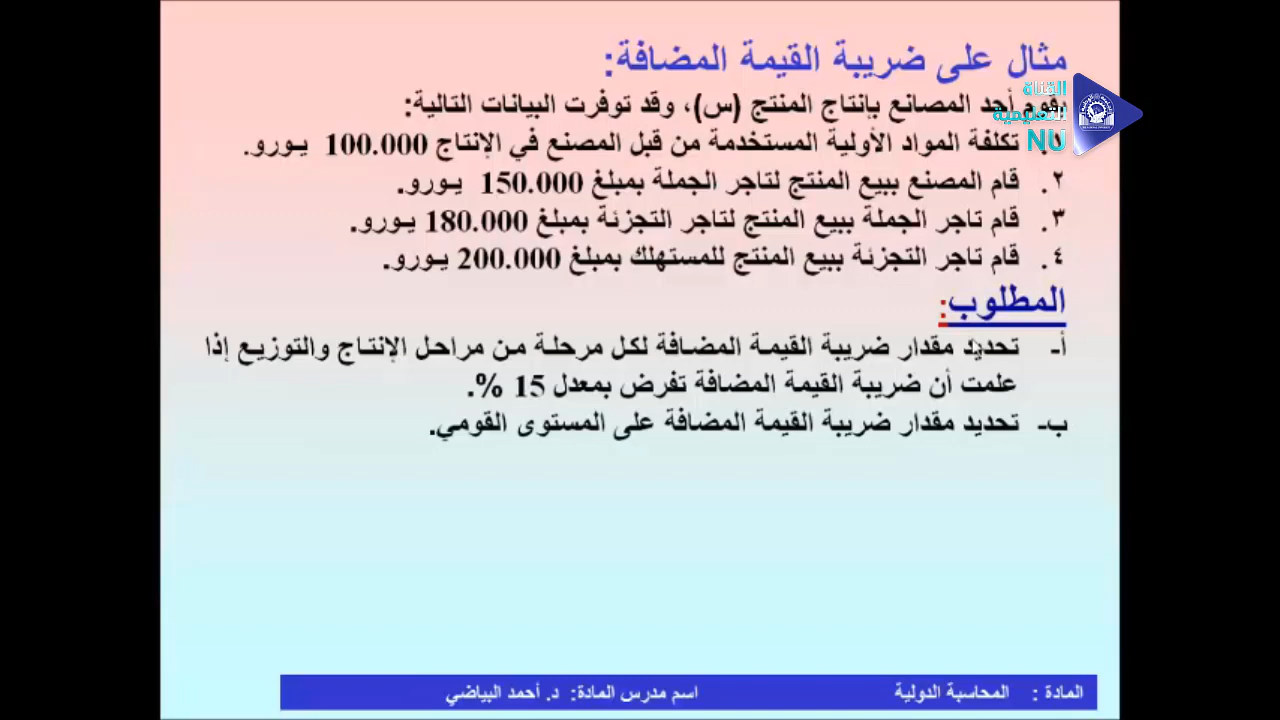 مثال على ضريبة القيمة المضافة:
يقوم أحد المصانع بإنتاج المنتج (س)، وقد توفرت البيانات التالية:
تكلفة المواد الأولية المستخدمة من قبل المصنع في الإنتاج 100.000 يورو.
٢. قام المصنع ببيع المنتج لتاجر الجملة بمبلغ 150.000 يورو.
٣. قام تاجر الجملة ببيع المنتج لتاجر التجزئة بمبلغ 180.000 يورو.
٤. قام تاجر التجزئة ببيع المنتج للمستهلك بمبلغ 200.000 يورو.
المطلوب:
أ- تحديد مقدار ضريبة القيمة المضافة لكل مرحلة من مراحل الإنتاج والتوزيع إذا
علمت أن ضريبة القيمة المضافة تفرض بمعدل 15 %.
ب- تحديد مقدار ضريبة القيمة المضافة على المستوى القومي.
المادة : المحاسبة الدولية اسم مدرس المادة: د. أحمد البياضي
القناة
التعليمية
NU